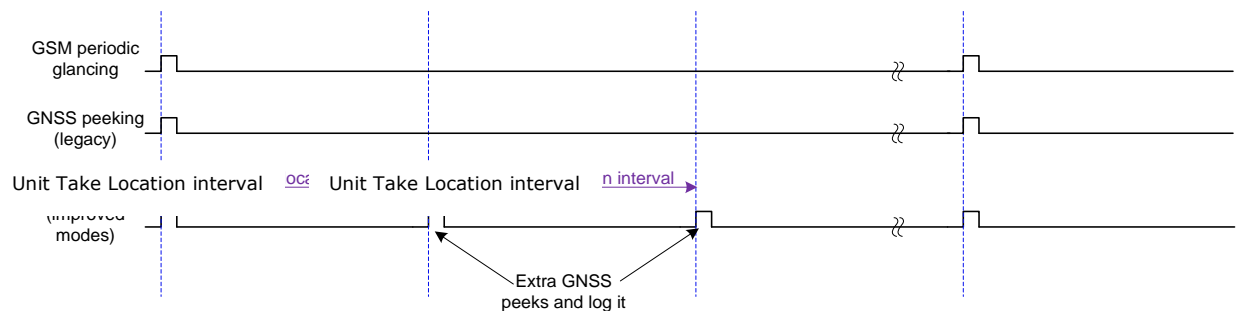 GSM periodic
glancing
GNSS peeking
(legacy)
Unit Take Location interval Unit Take Location interval n interval
(improved
modes)
Extra GNSS
peeks and log it